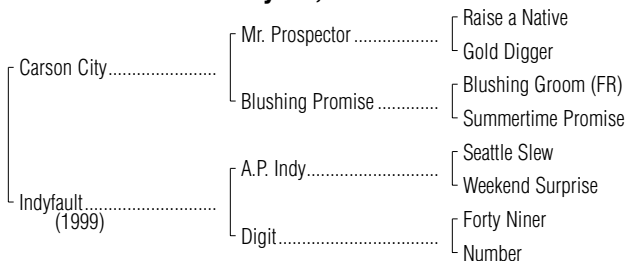 Raise a Native
Mr. Prospector
Gold Digger
Carson City
Blushing Groom (FR)
Blushing Promise
Summertime Promise
Seattle Slew
A.P. Indy
Weekend Surprise
Indyfault
(1999)
Forty Niner
Digit
Number